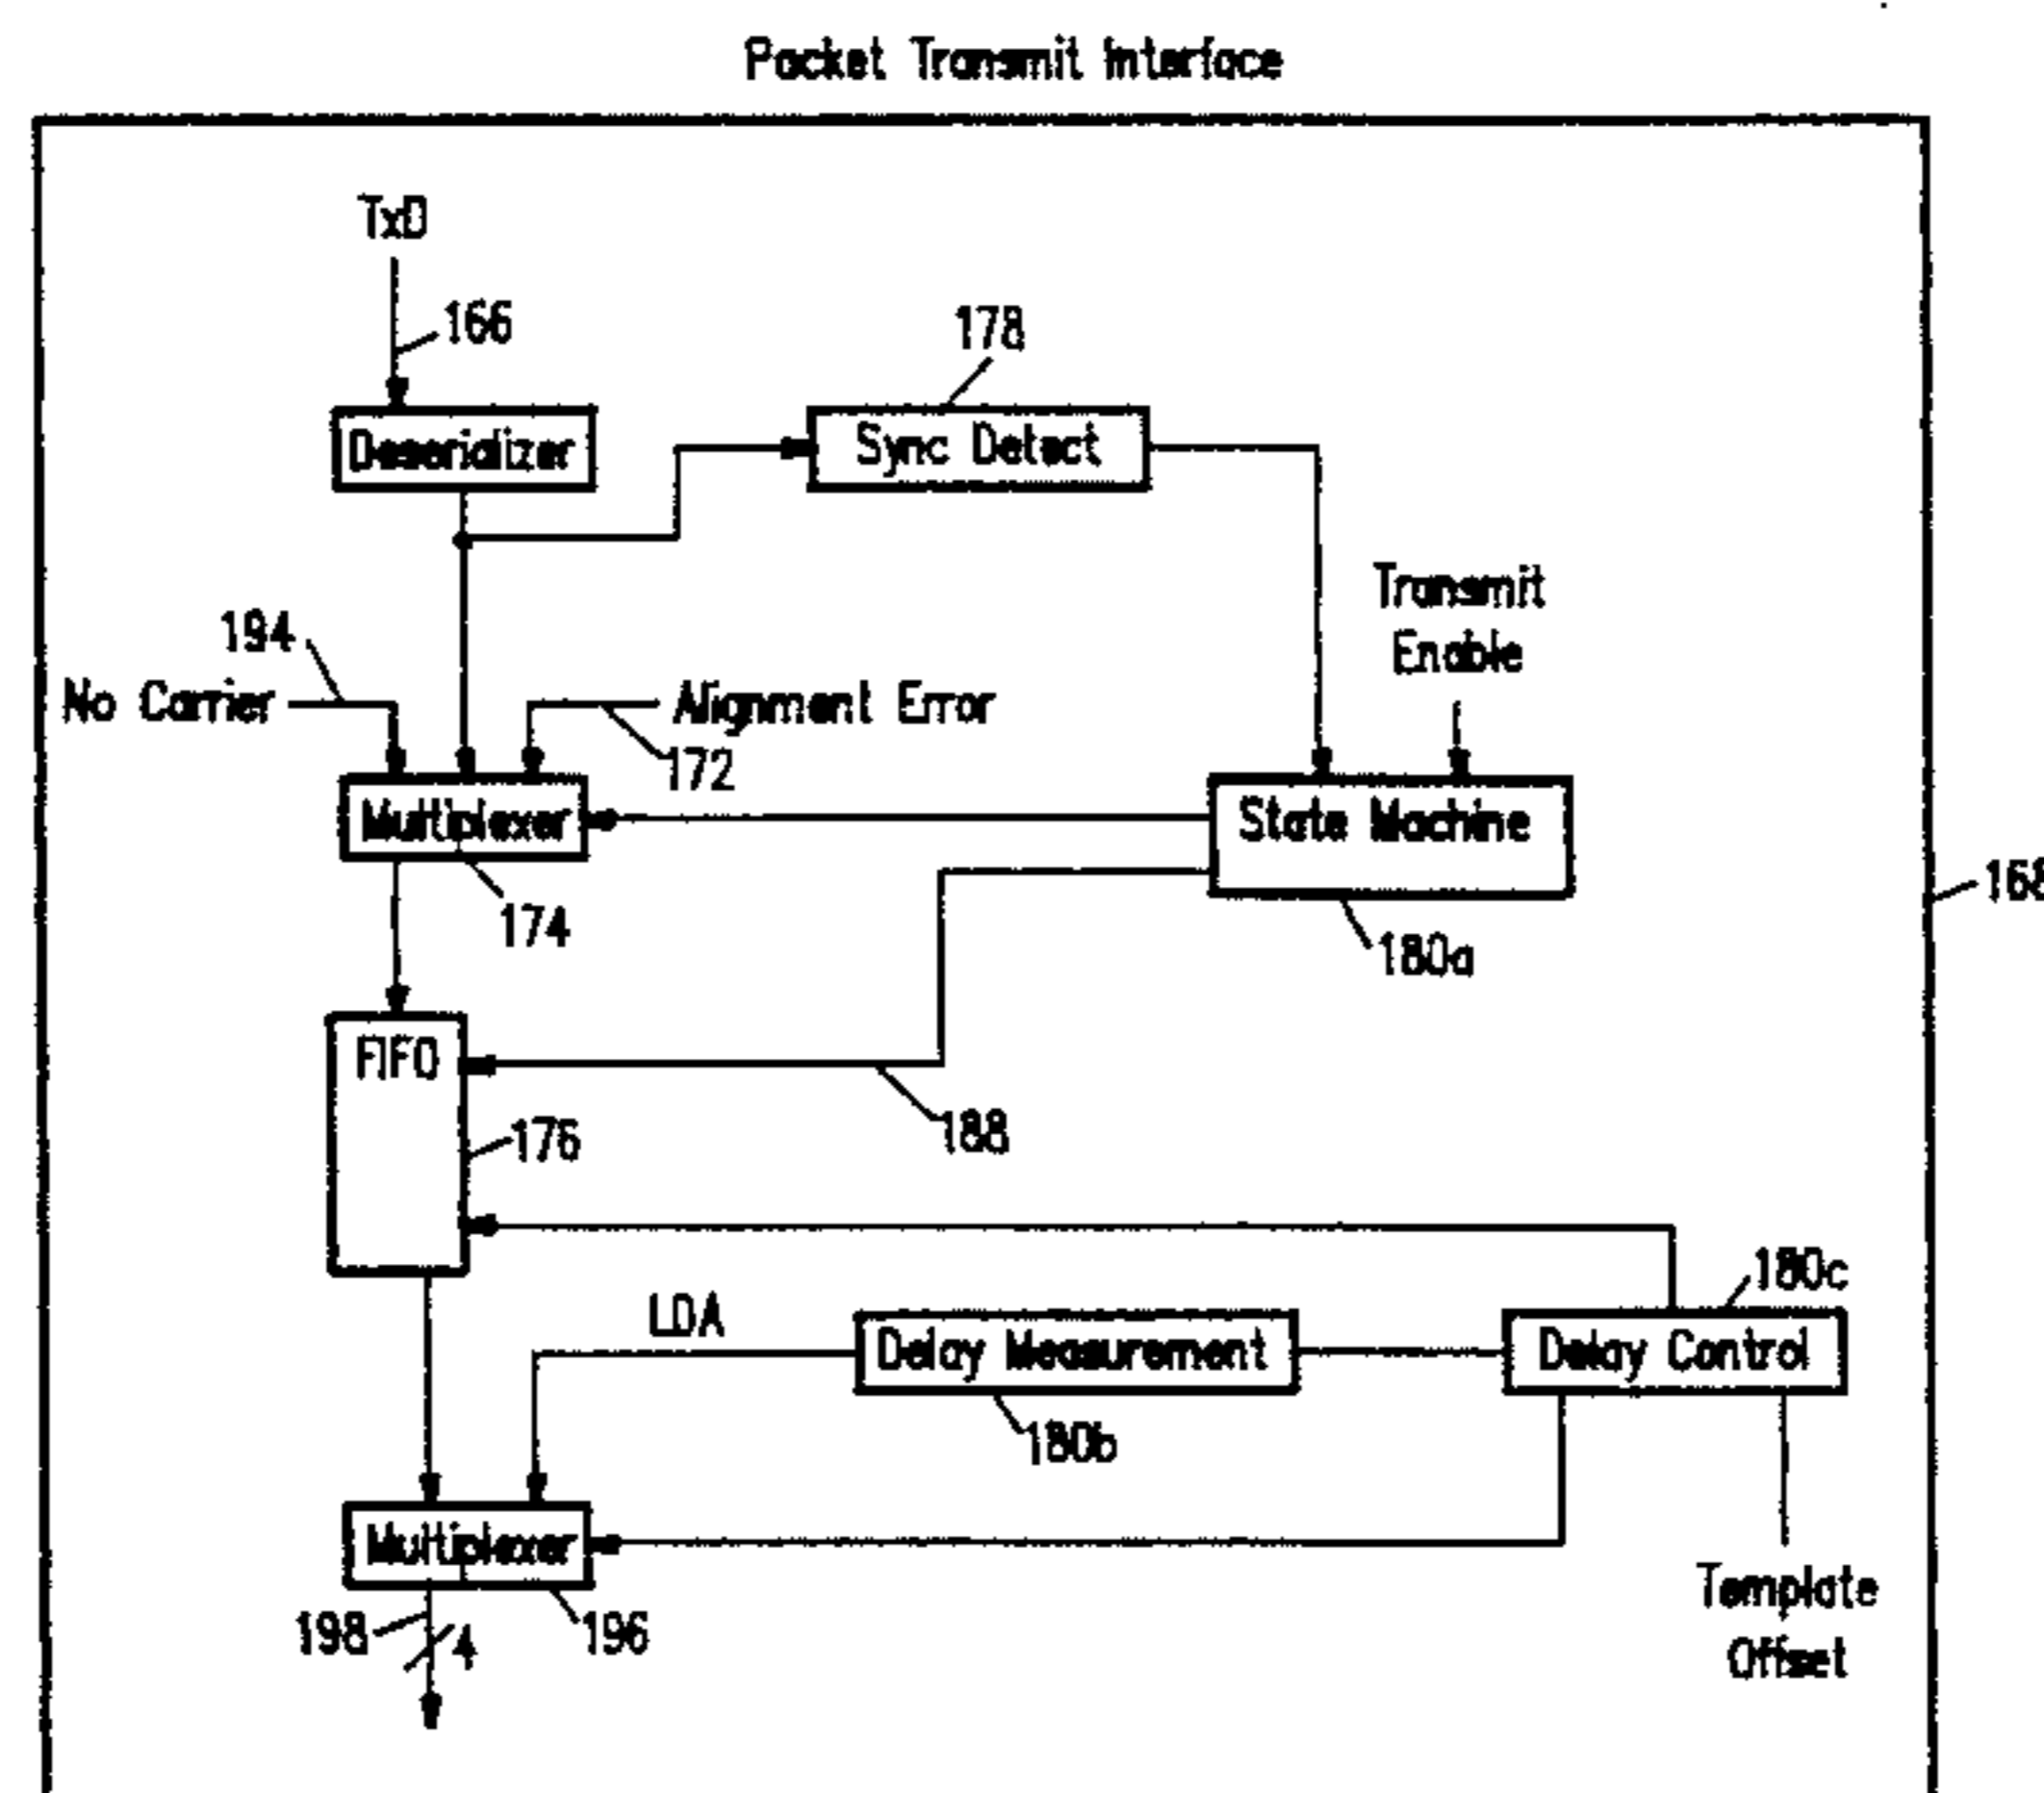 Packet Transmit Interface
TxD
166
178
Deserializer
Sync Detect
Transmit
Enable
194
No Carrier
Alignment Error
172
Multiplexer
State Machine
168
174
180a
FIFO
188
176
180c
LDA
Delay Measurement
Delay Control
180b
Multiplexer
Template
Offset
198
4
196